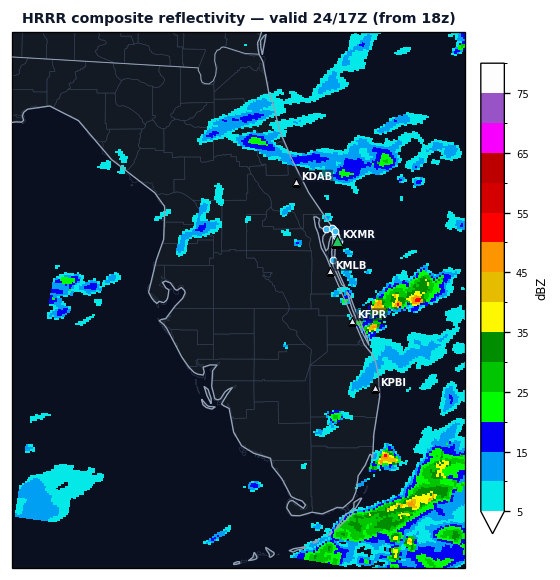 HRRR composite reflectivity — valid 24/17Z (from 18z)
KDAB
KXMR
KMLB
KFPR
KPBI
75
65
55
45
35
25
15
5
dBZ